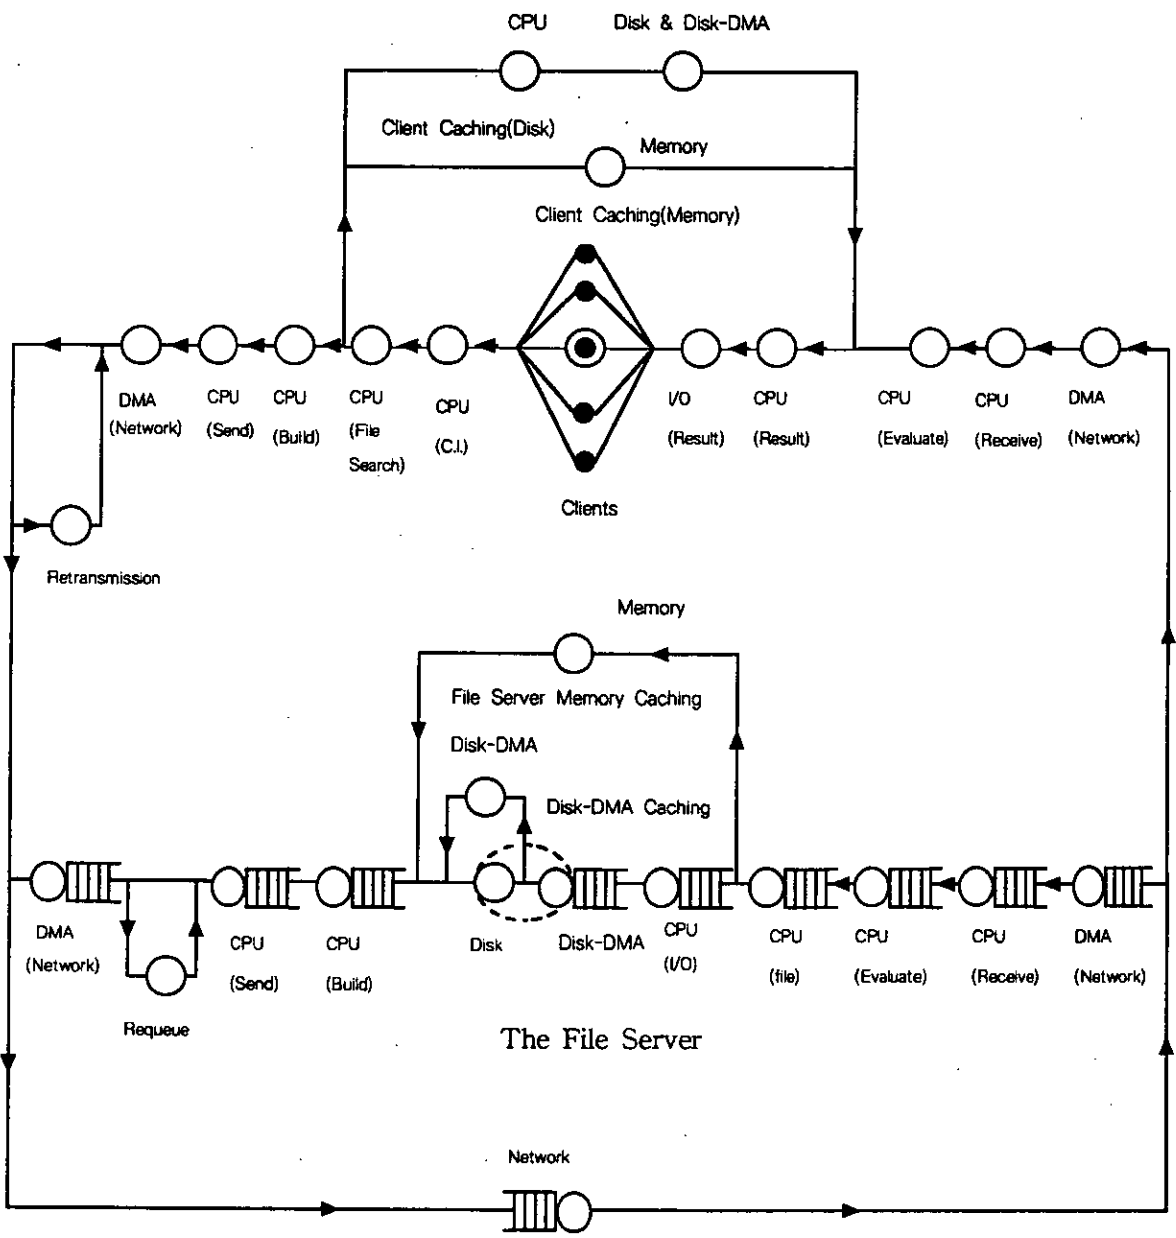 CPU Disk & Disk-DMA
Client Caching(Disk)
Memory
Client Caching(Memory)
DMA
(Network)
CPU
(Send)
CPU
(Build)
CPU
(File
Search)
CPU
(C.I.)
I/O
(Result)
CPU
(Result)
CPU
(Evaluate)
CPU
(Receive)
DMA
(Network)
Clients
Retransmission
Memory
File Server Memory Caching
Disk-DMA
Disk-DMA Caching
DMA
(Network)
Requeue
CPU
(Send)
CPU
(Build)
Disk
Disk-DMA
CPU
(I/O)
CPU
(file)
CPU
(Evaluate)
CPU
(Receive)
DMA
(Network)
The File Server
Network